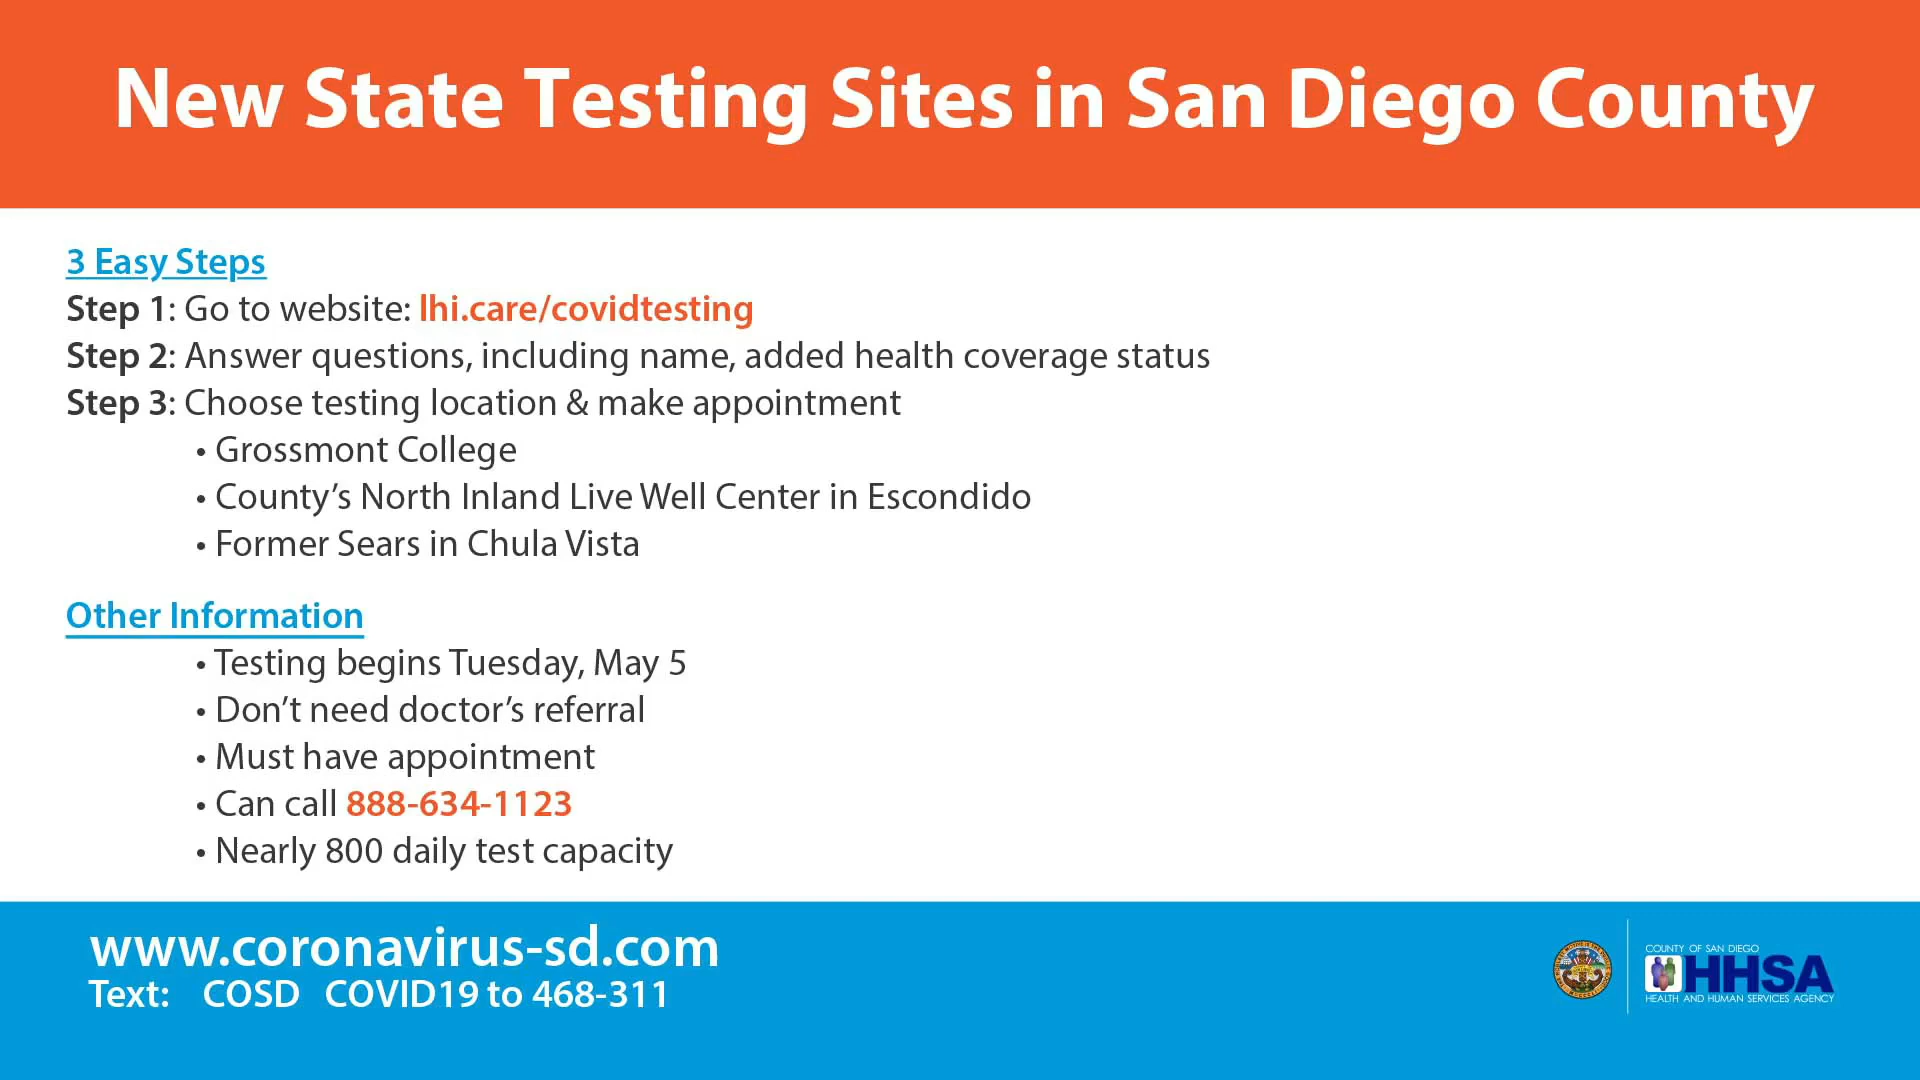 New State Testing Sites in San Diego County
3 Easy Steps
Step 1: Go to website: lhi.care/covidtesting
Step 2: Answer questions, including name, added health coverage status
Step 3: Choose testing location & make appointment
• Grossmont College
• County’s North Inland Live Well Center in Escondido
• Former Sears in Chula Vista
Other Information
• Testing begins Tuesday, May 5
• Don’t need doctor’s referral
• Must have appointment
• Can call 888-634-1123
• Nearly 800 daily test capacity
www.coronavirus-sd.com
Text: COSD COVID19 to 468-311
COUNTY OF SAN DIEGO
HHSA
HEALTH AND HUMAN SERVICES AGENCY